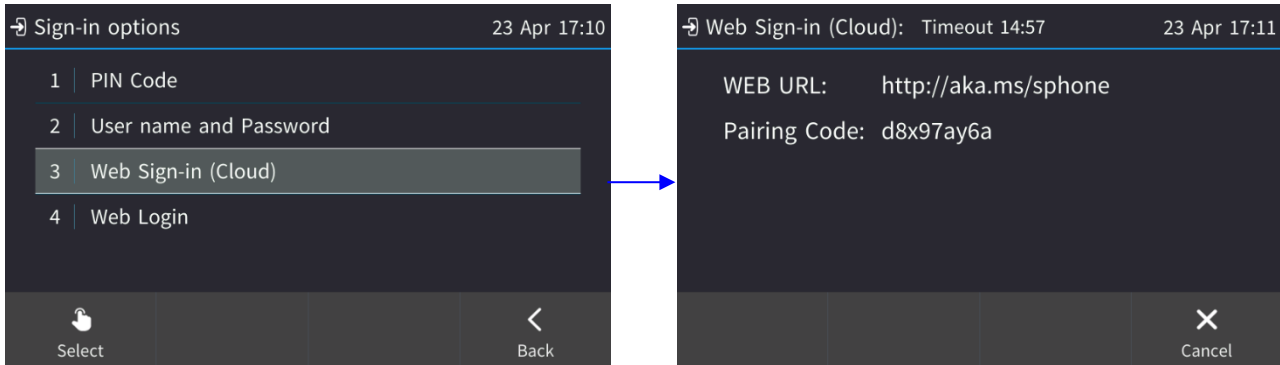 Sign-in options 23 Apr 17:10
1 PIN Code
2 User name and Password
3 Web Sign-in (Cloud)
4 Web Login
Select Back
Web Sign-in (Cloud): Timeout 14:57 23 Apr 17:11
WEB URL: http://aka.ms/sphone
Pairing Code: d8x97ay6a
Cancel